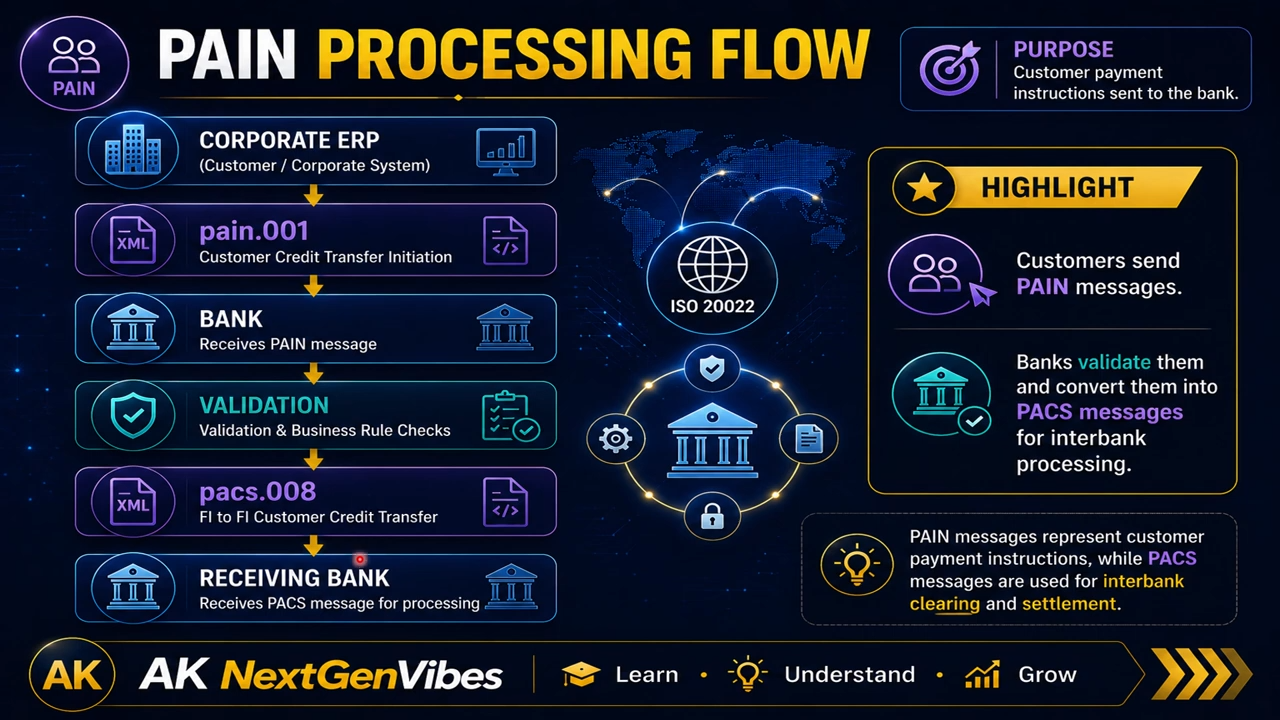 PAIN
PAIN PROCESSING FLOW
PURPOSE
Customer payment
instructions sent to the bank.
CORPORATE ERP
(Customer / Corporate System)
XML
pain.001
Customer Credit Transfer Initiation
</>
BANK
Receives PAIN message
VALIDATION
Validation & Business Rule Checks
XML
pacs.008
FI to FI Customer Credit Transfer
</>
RECEIVING BANK
Receives PACS message for processing
ISO 20022
HIGHLIGHT
Customers send
PAIN messages.
Banks validate them
and convert them into
PACS messages
for interbank
processing.
PAIN messages represent customer
payment instructions, while PACS
messages are used for interbank
clearing and settlement.
AK
AK NextGenVibes
Learn • Understand • Grow